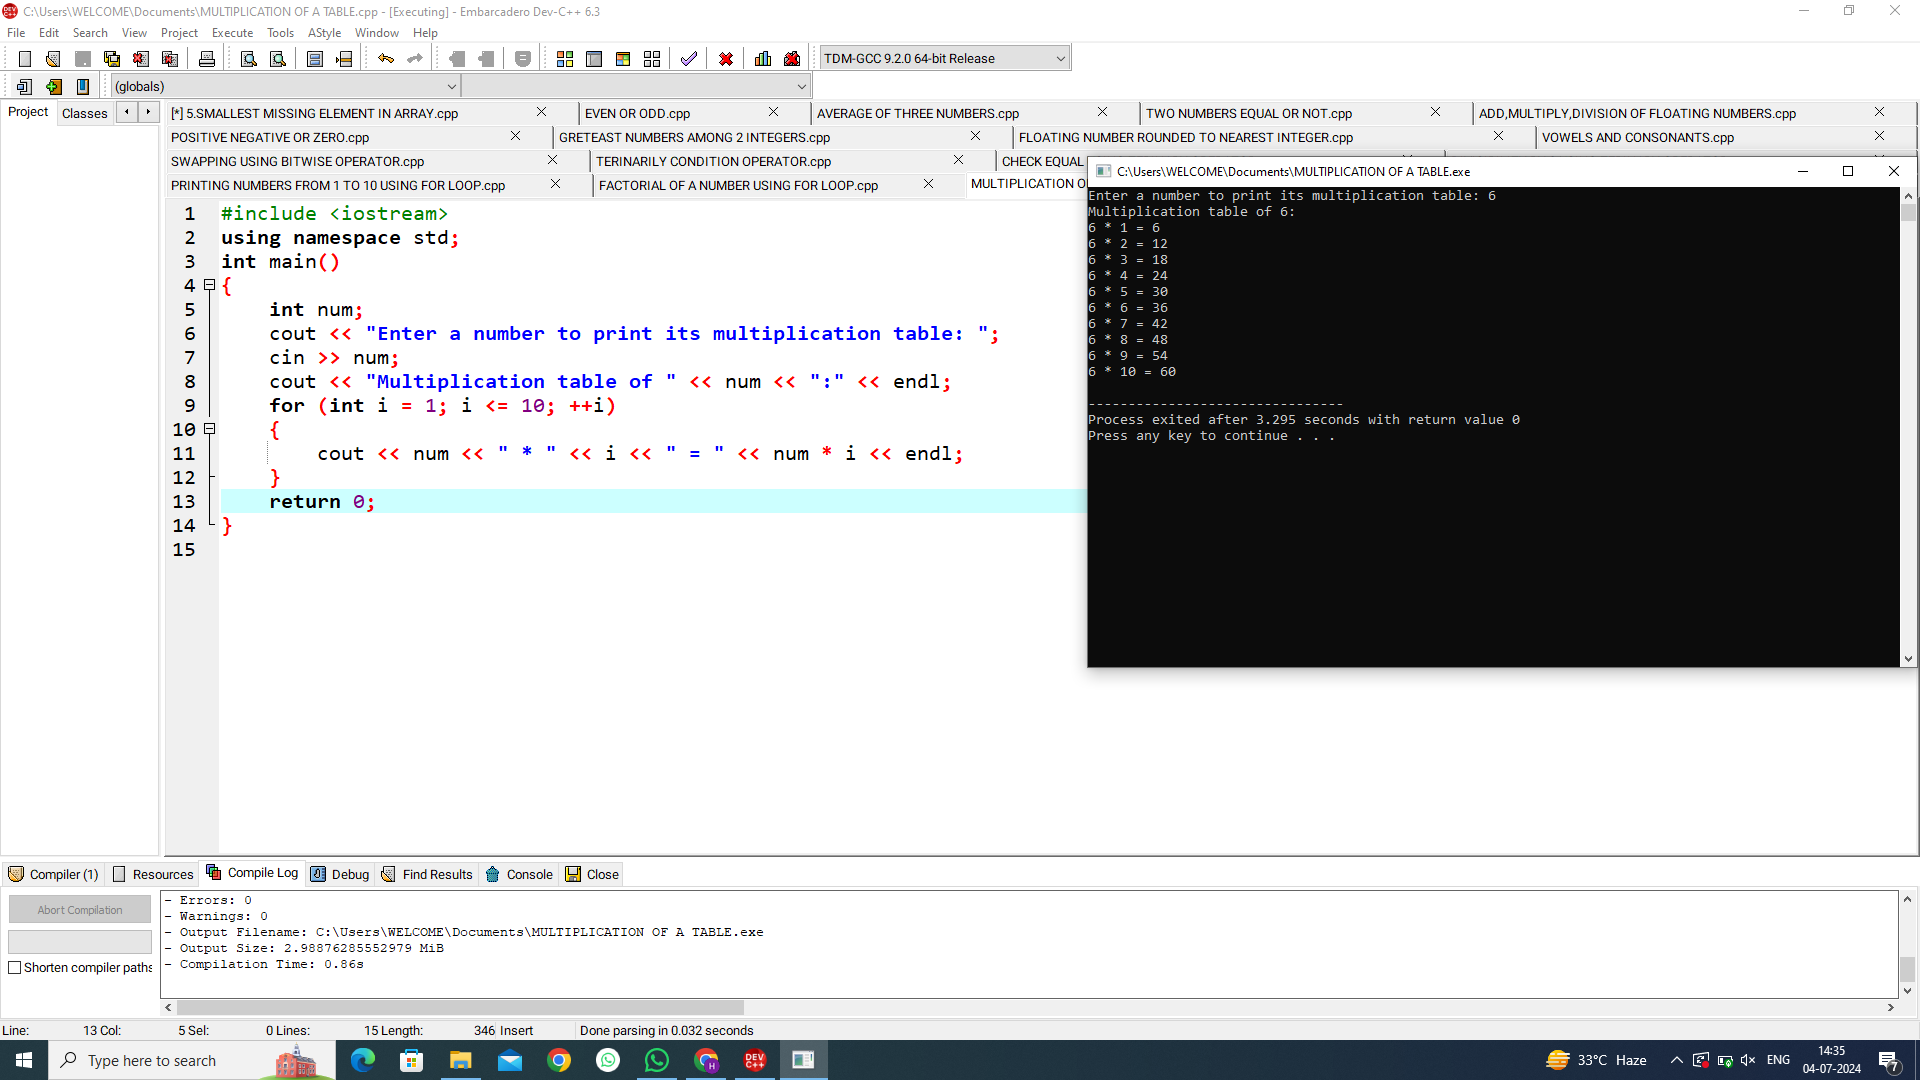 C:\Users\WELCOME\Documents\MULTIPLICATION OF A TABLE.cpp - [Executing] - Embarcadero Dev-C++ 6.3
File Edit Search View Project Execute Tools AStyle Window Help
TDM-GCC 9.2.0 64-bit Release
(globals)
Project Classes
[*] 5.SMALLEST MISSING ELEMENT IN ARRAY.cpp EVEN OR ODD.cpp AVERAGE OF THREE NUMBERS.cpp TWO NUMBERS EQUAL OR NOT.cpp ADD,MULTIPLY,DIVISION OF FLOATING NUMBERS.cpp
POSITIVE NEGATIVE OR ZERO.cpp GRETEAST NUMBERS AMONG 2 INTEGERS.cpp FLOATING NUMBER ROUNDED TO NEAREST INTEGER.cpp VOWELS AND CONSONANTS.cpp
SWAPPING USING BITWISE OPERATOR.cpp TERINARILY CONDITION OPERATOR.cpp CHECK EQUAL
PRINTING NUMBERS FROM 1 TO 10 USING FOR LOOP.cpp FACTORIAL OF A NUMBER USING FOR LOOP.cpp MULTIPLICATION O
1 #include <iostream>
2 using namespace std;
3 int main()
4 {
5 int num;
6 cout << "Enter a number to print its multiplication table: ";
7 cin >> num;
8 cout << "Multiplication table of " << num << ":" << endl;
9 for (int i = 1; i <= 10; ++i)
10 {
11 cout << num << " * " << i << " = " << num * i << endl;
12 }
13 return 0;
14 }
15
C:\Users\WELCOME\Documents\MULTIPLICATION OF A TABLE.exe
Enter a number to print its multiplication table: 6
Multiplication table of 6:
6 * 1 = 6
6 * 2 = 12
6 * 3 = 18
6 * 4 = 24
6 * 5 = 30
6 * 6 = 36
6 * 7 = 42
6 * 8 = 48
6 * 9 = 54
6 * 10 = 60
--------------------------------
Process exited after 3.295 seconds with return value 0
Press any key to continue . . .
Compiler (1) Resources Compile Log Debug Find Results Console Close
Abort Compilation
Shorten compiler paths
- Errors: 0
- Warnings: 0
- Output Filename: C:\Users\WELCOME\Documents\MULTIPLICATION OF A TABLE.exe
- Output Size: 2.98876285552979 MiB
- Compilation Time: 0.86s
Line: 13 Col: 5 Sel: 0 Lines: 15 Length: 346 Insert Done parsing in 0.032 seconds
Type here to search
DEV C++
33°C Haze
ENG
14:35
04-07-2024
7